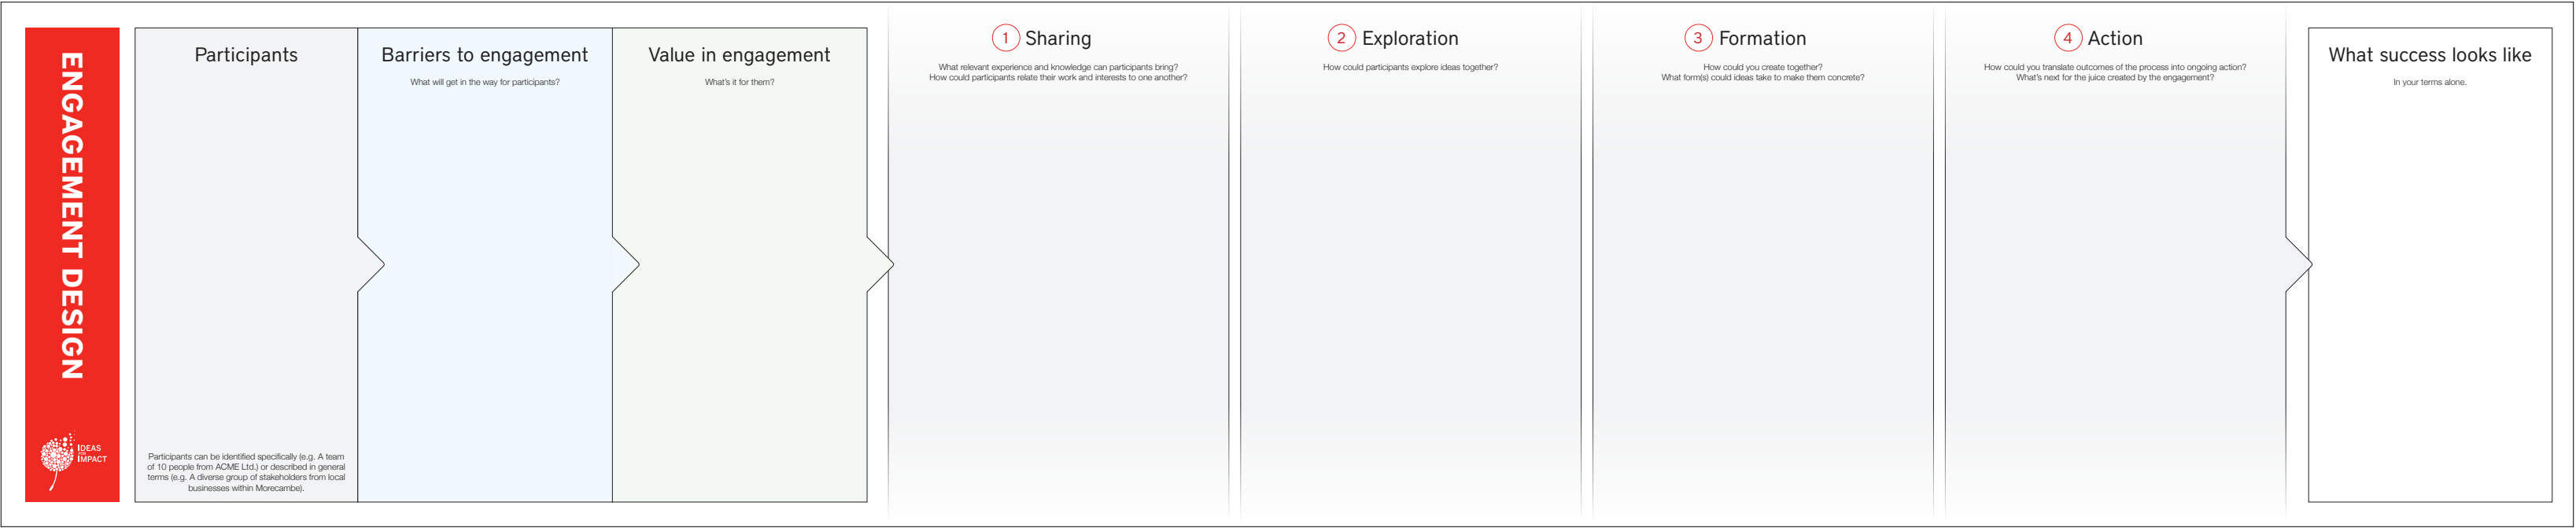 ENGAGEMENT DESIGN
IDEAS
FOR
IMPACT
Participants
Participants can be identified specifically (e.g. A team
of 10 people from ACME Ltd.) or described in general
terms (e.g. A diverse group of stakeholders from local
businesses within Morecambe).
Barriers to engagement
What will get in the way for participants?
Value in engagement
What's it for them?
1 Sharing
What relevant experience and knowledge can participants bring?
How could participants relate their work and interests to one another?
2 Exploration
How could participants explore ideas together?
3 Formation
How could you create together?
What form(s) could ideas take to make them concrete?
4 Action
How could you translate outcomes of the process into ongoing action?
What's next for the juice created by the engagement?
What success looks like
In your terms alone.